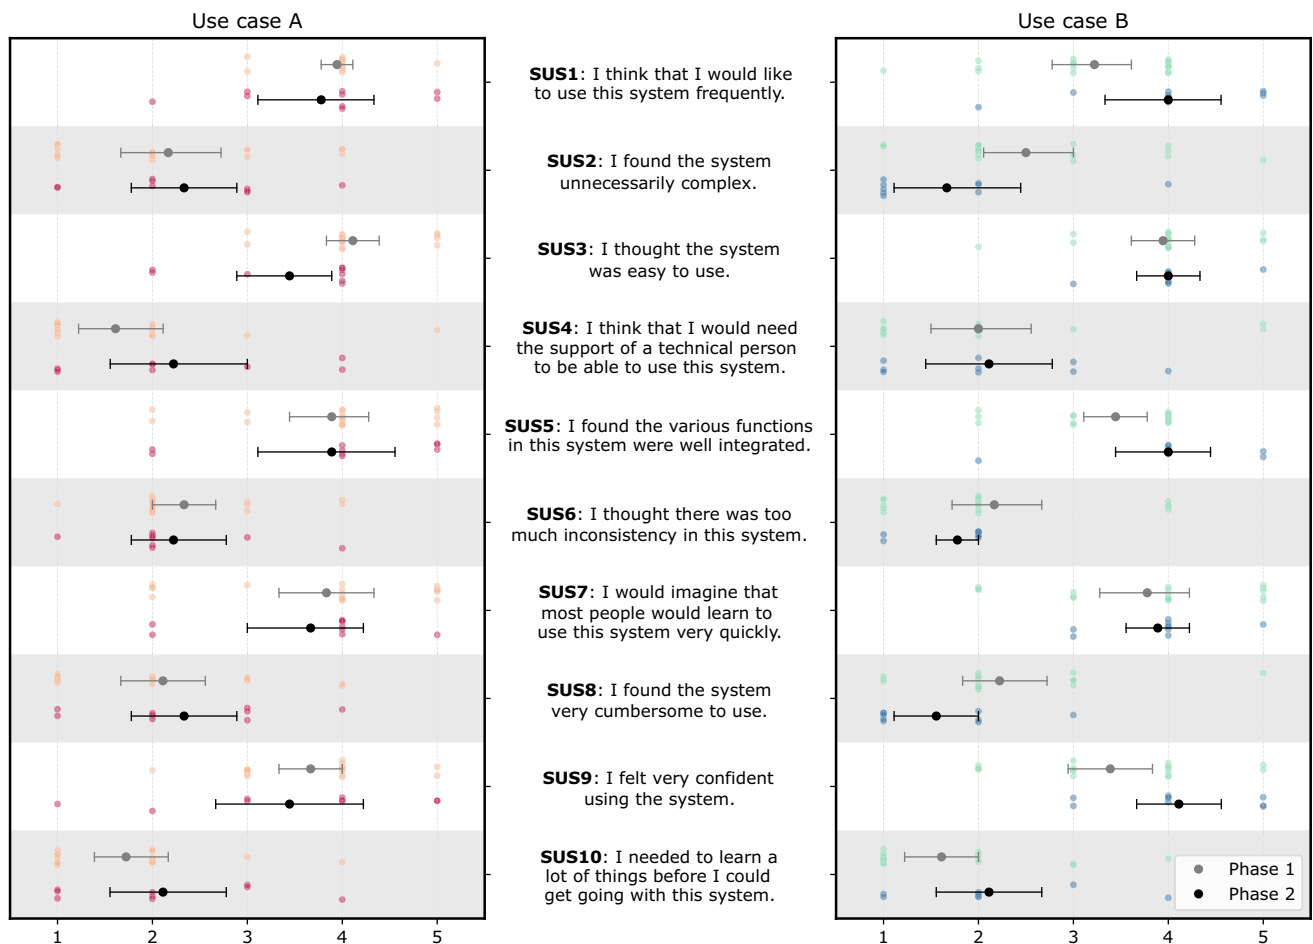 Use case A
Use case B
SUS1: I think that I would like
to use this system frequently.
SUS2: I found the system
unnecessarily complex.
SUS3: I thought the system
was easy to use.
SUS4: I think that I would need
the support of a technical person
to be able to use this system.
SUS5: I found the various functions
in this system were well integrated.
SUS6: I thought there was too
much inconsistency in this system.
SUS7: I would imagine that
most people would learn to
use this system very quickly.
SUS8: I found the system
very cumbersome to use.
SUS9: I felt very confident
using the system.
SUS10: I needed to learn a
lot of things before I could
get going with this system.
Phase 1
Phase 2
1 2 3 4 5
1 2 3 4 5